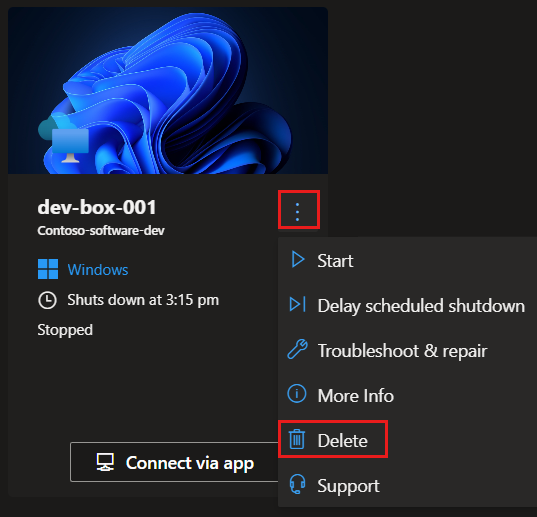 dev-box-001
Contoso-software-dev
Windows
Shuts down at 3:15 pm
Stopped
Connect via app
Start
Delay scheduled shutdown
Troubleshoot & repair
More Info
Delete
Support